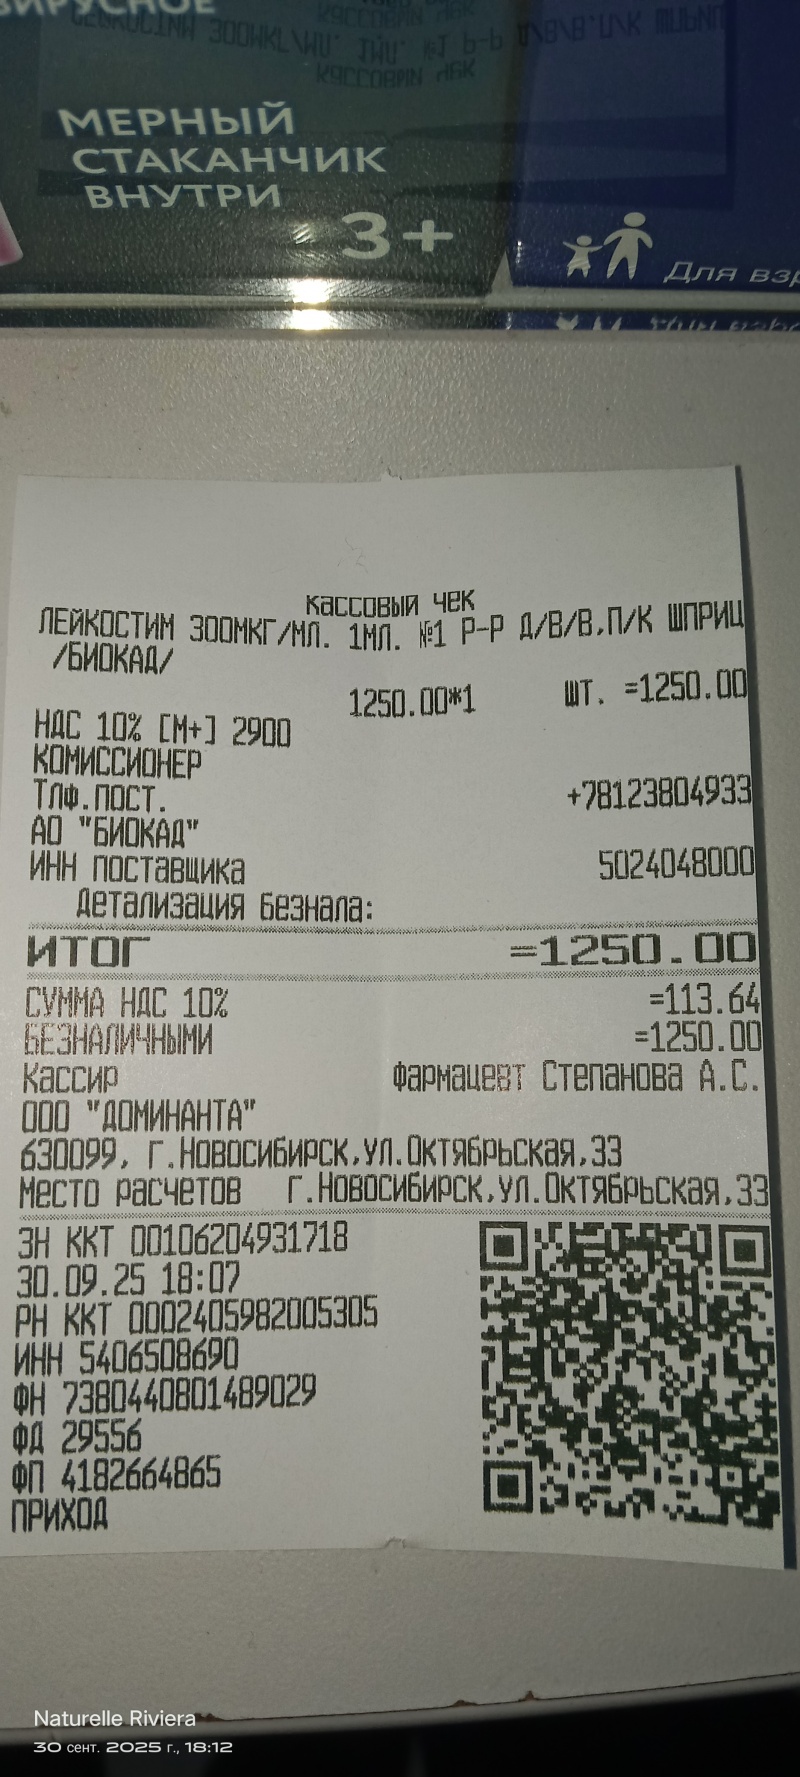 ВИРУСНОЕ
МЕРНЫЙ
СТАКАНЧИК
ВНУТРИ
3+
Для взр
КАССОВЫЙ ЧЕК
ЛЕЙКОСТИМ 300МКГ/МЛ. 1МЛ. №1 Р-Р Д/В/В,П/К ШПРИЦ
/БИОКАД/
1250.00*1 ШТ. =1250.00
НДС 10% [М+] 2900
КОМИССИОНЕР
ТЛФ.ПОСТ. +78123804933
АО "БИОКАД"
ИНН ПОСТАВЩИКА 5024048000
Детализация безнала:
ИТОГ =1250.00
СУММА НДС 10% =113.64
БЕЗНАЛИЧНЫМИ =1250.00
Кассир Фармацевт Степанова А.С.
ООО "ДОМИНАНТА"
630099, Г.НОВОСИБИРСК,УЛ.ОКТЯБРЬСКАЯ,33
МЕСТО РАСЧЕТОВ Г.НОВОСИБИРСК,УЛ.ОКТЯБРЬСКАЯ,33
ЗН ККТ 00106204931718
30.09.25 18:07
РН ККТ 0002405982005305
ИНН 5406508690
ФН 7380440801489029
ФД 29556
ФП 4182664865
ПРИХОД
Naturelle Riviera
30 сент. 2025 г., 18:12